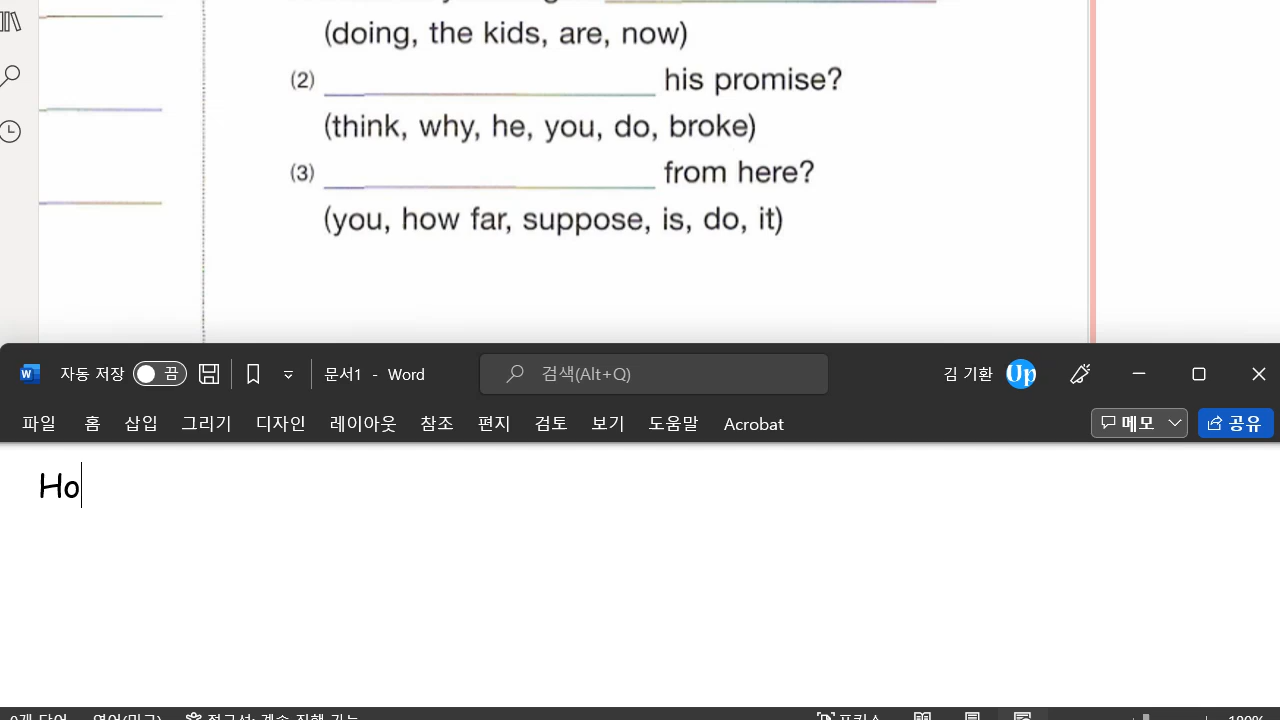 (doing, the kids, are, now)
(2) ____________________ his promise?
(think, why, he, you, do, broke)
(3) ____________________ from here?
(you, how far, suppose, is, do, it)
자동 저장 끔 문서1 - Word 검색(Alt+Q) 김 기환 Up
파일 홈 삽입 그리기 디자인 레이아웃 참조 편지 검토 보기 도움말 Acrobat 메모 공유
Ho